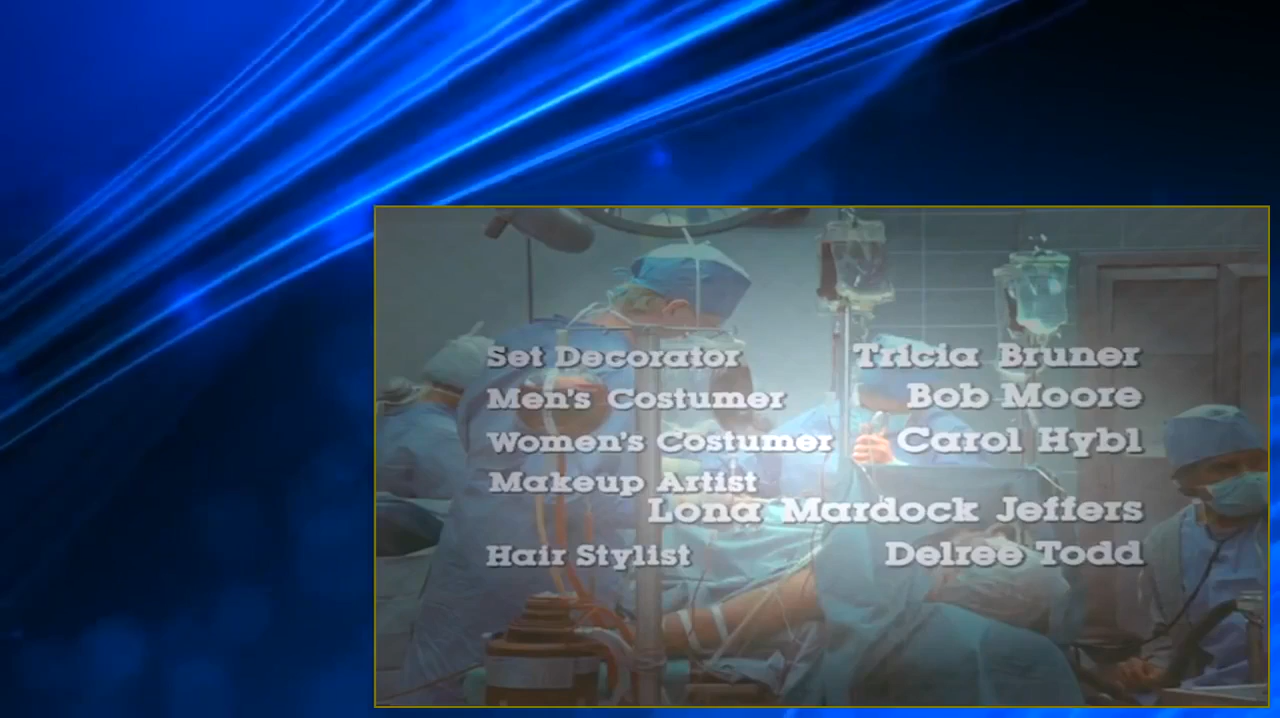 Set Decorator Tricia Bruner
Men's Costumer Bob Moore
Women's Costumer Carol Hybl
Makeup Artist
Lona Mardock Jeffers
Hair Stylist Delree Todd